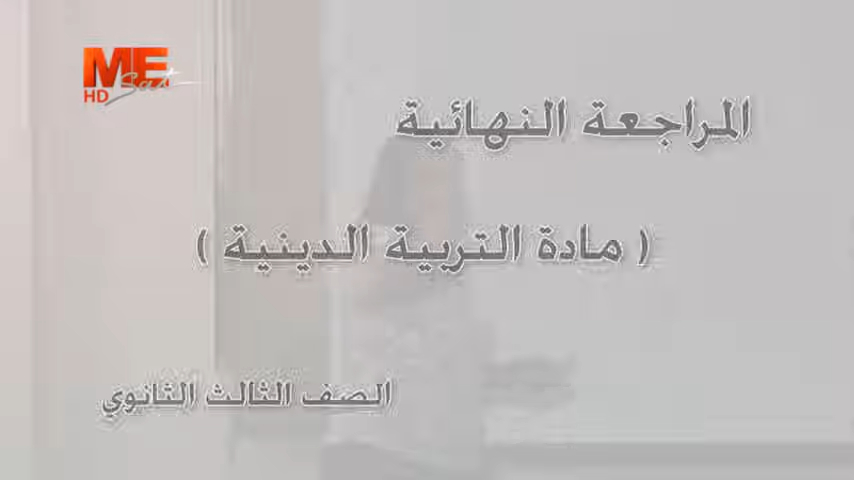 ME
Sat
HD
المراجعة النهائية
( مادة التربية الدينية )
الصف الثالث الثانوي